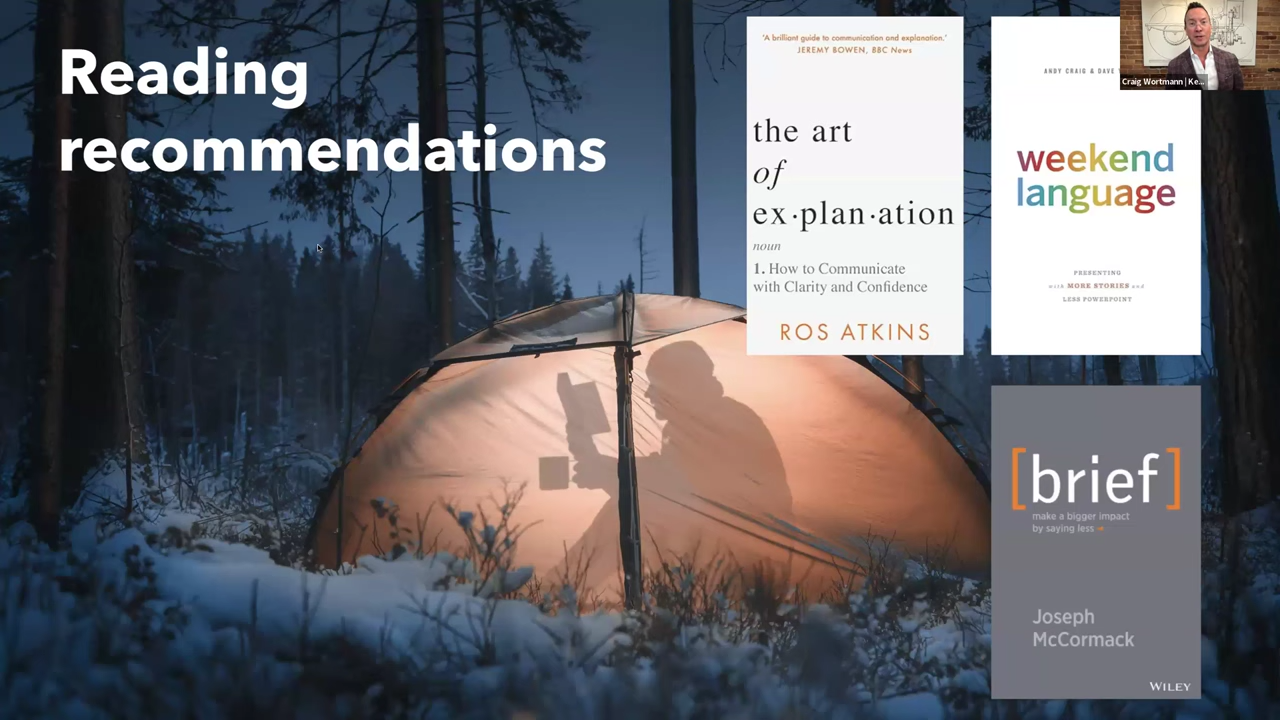 Reading
recommendations
'A brilliant guide to communication and explanation.'
JEREMY BOWEN, BBC News
the art
of
ex·plan·ation
noun
1. How to Communicate
with Clarity and Confidence
ROS ATKINS
ANDY CRAIG & DAVE
weekend
language
PRESENTING
with MORE STORIES and
LESS POWERPOINT
Craig Wortmann | Ke...
[brief]
make a bigger impact
by saying less
Joseph
McCormack
WILEY